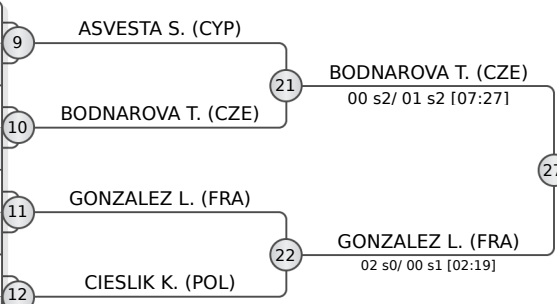 ASVESTA S. (CYP)
9
21
BODNAROVA T. (CZE)
00 s2/ 01 s2 [07:27]
BODNAROVA T. (CZE)
10
27
GONZALEZ L. (FRA)
11
22
GONZALEZ L. (FRA)
02 s0/ 00 s1 [02:19]
CIESLIK K. (POL)
12